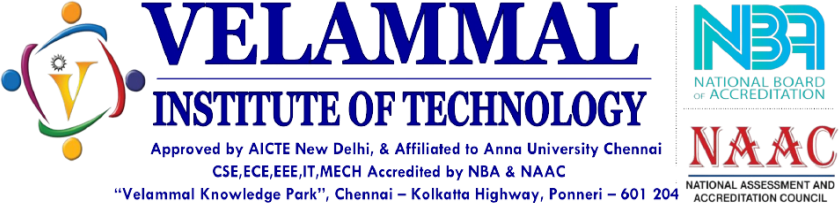 V
VELAMMAL
INSTITUTE OF TECHNOLOGY
Approved by AICTE New Delhi, & Affiliated to Anna University Chennai
CSE,ECE,EEE,IT,MECH Accredited by NBA & NAAC
“Velammal Knowledge Park”, Chennai – Kolkatta Highway, Ponneri – 601 204
NBA
NATIONAL BOARD
OF ACCREDITATION
NAAC
NATIONAL ASSESSMENT AND
ACCREDITATION COUNCIL